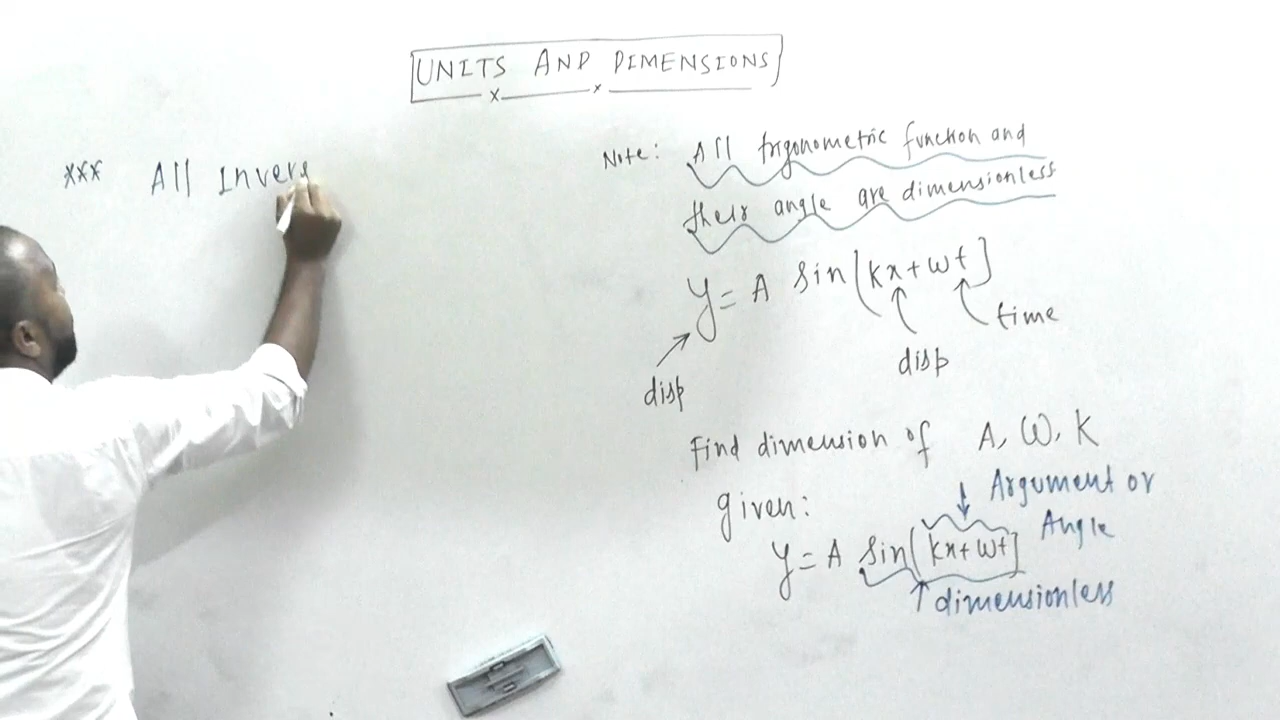 UNITS AND DIMENSIONS
*** All Invers
Note: All trigonometric function and
their angle are dimensionless
y = A sin(kx+wt)
time
disp
disp
Find dimension of A, W, K
given:
Argument or
Angle
y = A sin(kx+wt)
dimensionless